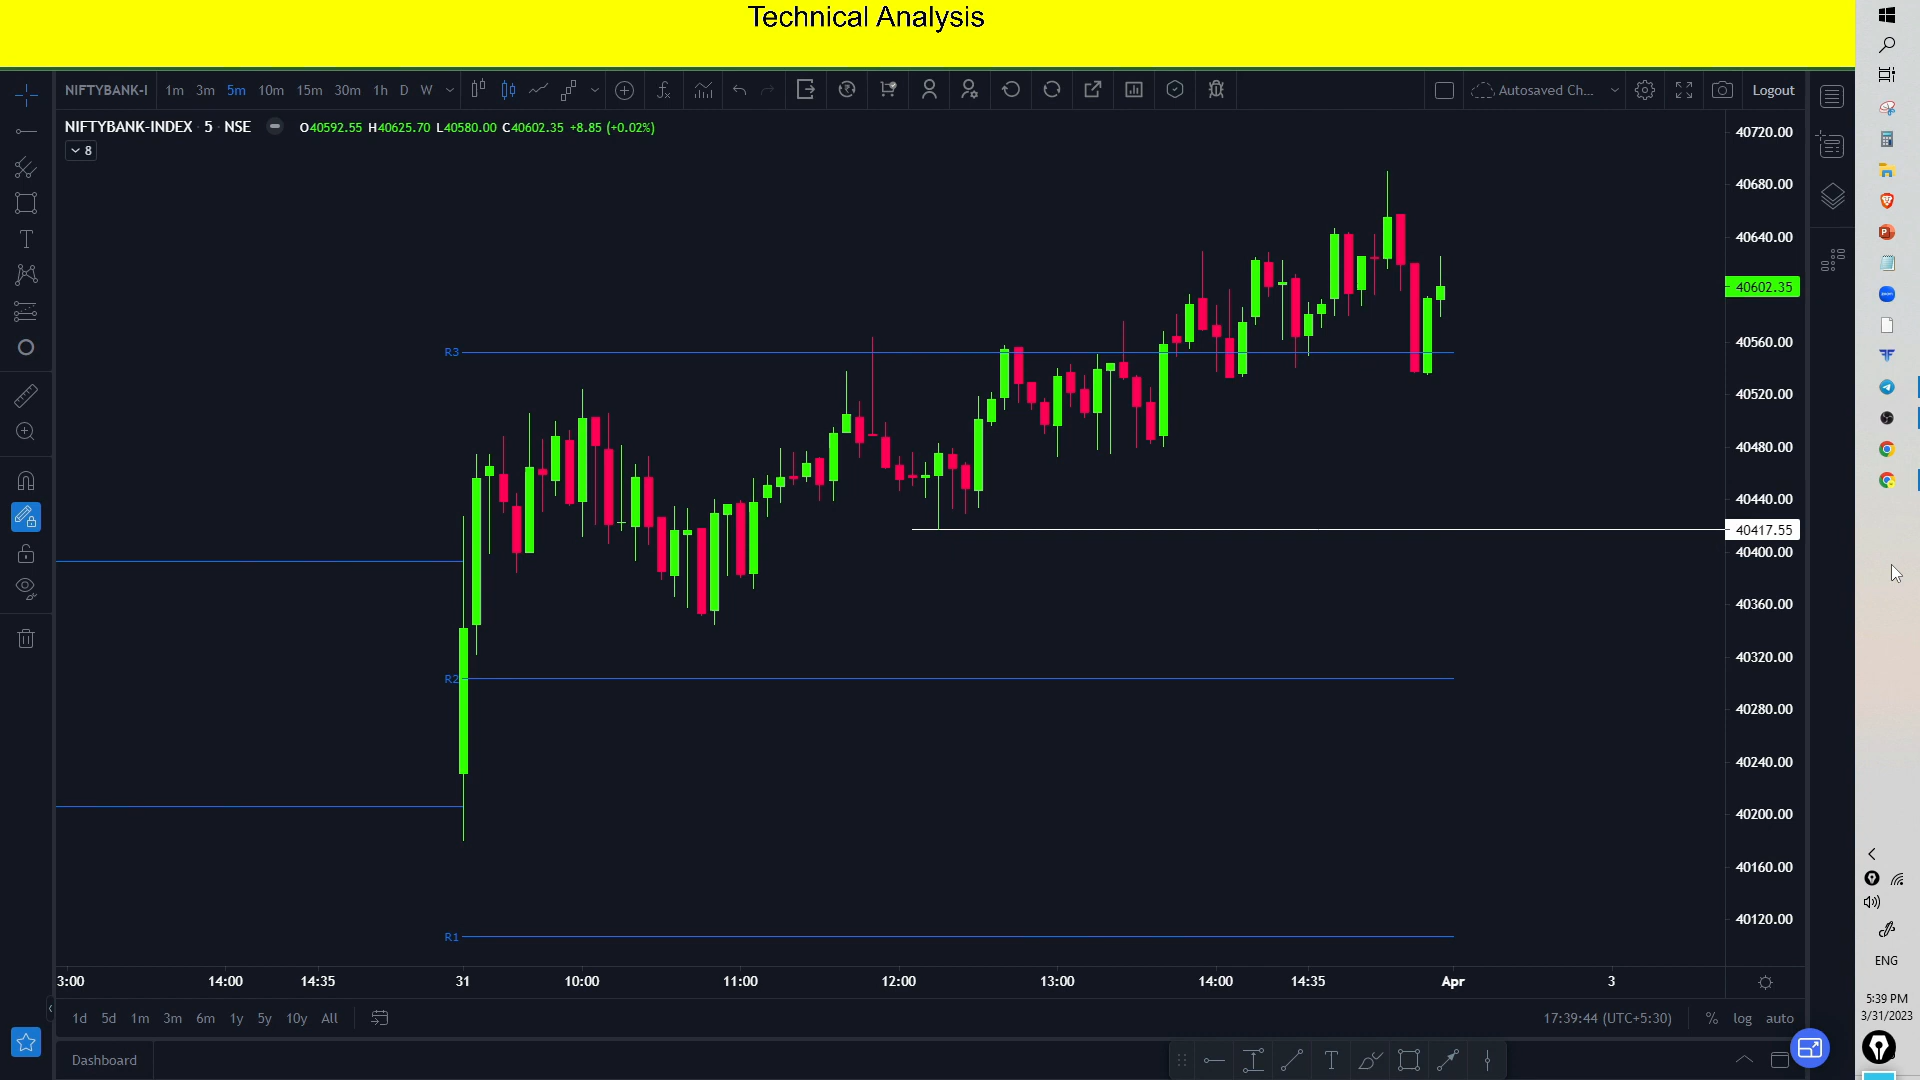 Technical Analysis
NIFTYBANK-I 1m 3m 5m 10m 15m 30m 1h D W Autosaved Ch... Logout
NIFTYBANK-INDEX · 5 · NSE O40592.55 H40625.70 L40580.00 C40602.35 +8.85 (+0.02%)
8
40720.00
40680.00
40640.00
40602.35
40560.00
40520.00
40480.00
40440.00
40417.55
40400.00
40360.00
40320.00
40280.00
40240.00
40200.00
40160.00
40120.00
R3
R2
R1
3:00 14:00 14:35 31 10:00 11:00 12:00 13:00 14:00 14:35 Apr 3
1d 5d 1m 3m 6m 1y 5y 10y All 17:39:44 (UTC+5:30) % log auto
Dashboard
ENG
5:39 PM
3/31/2023